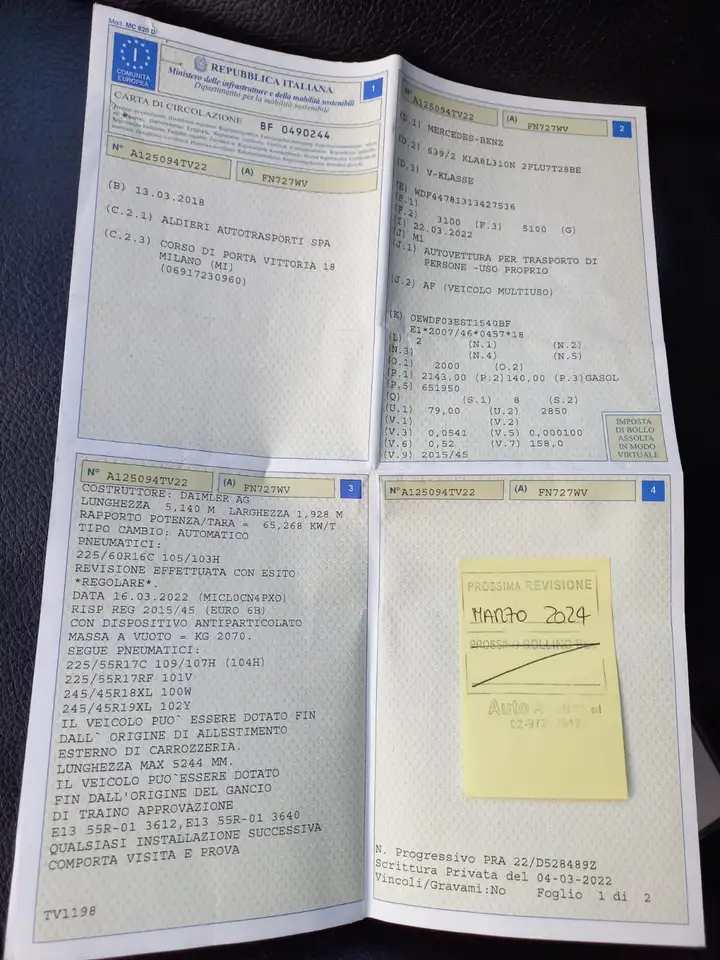 Mod. MC 820 D
COMUNITÀ
EUROPEA
I
REPUBBLICA ITALIANA
Ministero delle infrastrutture e della mobilità sostenibili
Dipartimento per la mobilità sostenibile
1
CARTA DI CIRCOLAZIONE BF 0490244
N° A125094TV22 (A) FN727WV
(B) 13.03.2018
(C.2.1) ALDIERI AUTOTRASPORTI SPA
(C.2.3) CORSO DI PORTA VITTORIA 18
MILANO (MI)
(06917230960)
N° A125094TV22 (A) FN727WV 2
(D.1) MERCEDES-BENZ
(D.2) 639/2 KLA8L310N 2FLU7T28BE
(D.3) V-KLASSE
(E) WDF44781313427536
(F.1)
(F.2) 3100 (F.3) 5100 (G)
(I) 22.03.2022
(J) M1
(J.1) AUTOVETTURA PER TRASPORTO DI
PERSONE -USO PROPRIO
(J.2) AF (VEICOLO MULTIUSO)
(K) OEWDF03EST1540BF
E1*2007/46*0457*18
(L) 2 (N.1) (N.2)
(N.3) (N.4) (N.5)
(O.1) 2000 (O.2)
(P.1) 2143,00 (P.2)140,00 (P.3)GASOL
(P.5) 651950
(Q) (S.1) 8 (S.2)
(U.1) 79,00 (U.2) 2850
(V.1) (V.2)
(V.3) 0,0541 (V.5) 0,000100
(V.6) 0,52 (V.7) 158,0
(V.9) 2015/45
IMPOSTA
DI BOLLO
ASSOLTA
IN MODO
VIRTUALE
N° A125094TV22 (A) FN727WV 3
COSTRUTTORE: DAIMLER AG
LUNGHEZZA 5,140 M LARGHEZZA 1,928 M
RAPPORTO POTENZA/TARA = 65,268 KW/T
TIPO CAMBIO: AUTOMATICO
PNEUMATICI:
225/60R16C 105/103H
REVISIONE EFFETTUATA CON ESITO
*REGOLARE*.
DATA 16.03.2022 (MICL0CN4PXO)
RISP REG 2015/45 (EURO 6B)
CON DISPOSITIVO ANTIPARTICOLATO
MASSA A VUOTO = KG 2070.
SEGUE PNEUMATICI:
225/55R17C 109/107H (104H)
225/55R17RF 101V
245/45R18XL 100W
245/45R19XL 102Y
IL VEICOLO PUO` ESSERE DOTATO FIN
DALL` ORIGINE DI ALLESTIMENTO
ESTERNO DI CARROZZERIA.
LUNGHEZZA MAX 5244 MM.
IL VEICOLO PUO`ESSERE DOTATO
FIN DALL'ORIGINE DEL GANCIO
DI TRAINO APPROVAZIONE
E13 55R-01 3612,E13 55R-01 3640
QUALSIASI INSTALLAZIONE SUCCESSIVA
COMPORTA VISITA E PROVA
TV1198
N° A125094TV22 (A) FN727WV 4
PROSSIMA REVISIONE
MARZO 2024
PROSSIMO BOLLINO
Auto
N. Progressivo PRA 22/D528489Z
Scrittura Privata del 04-03-2022
Vincoli/Gravami:No Foglio 1 di 2